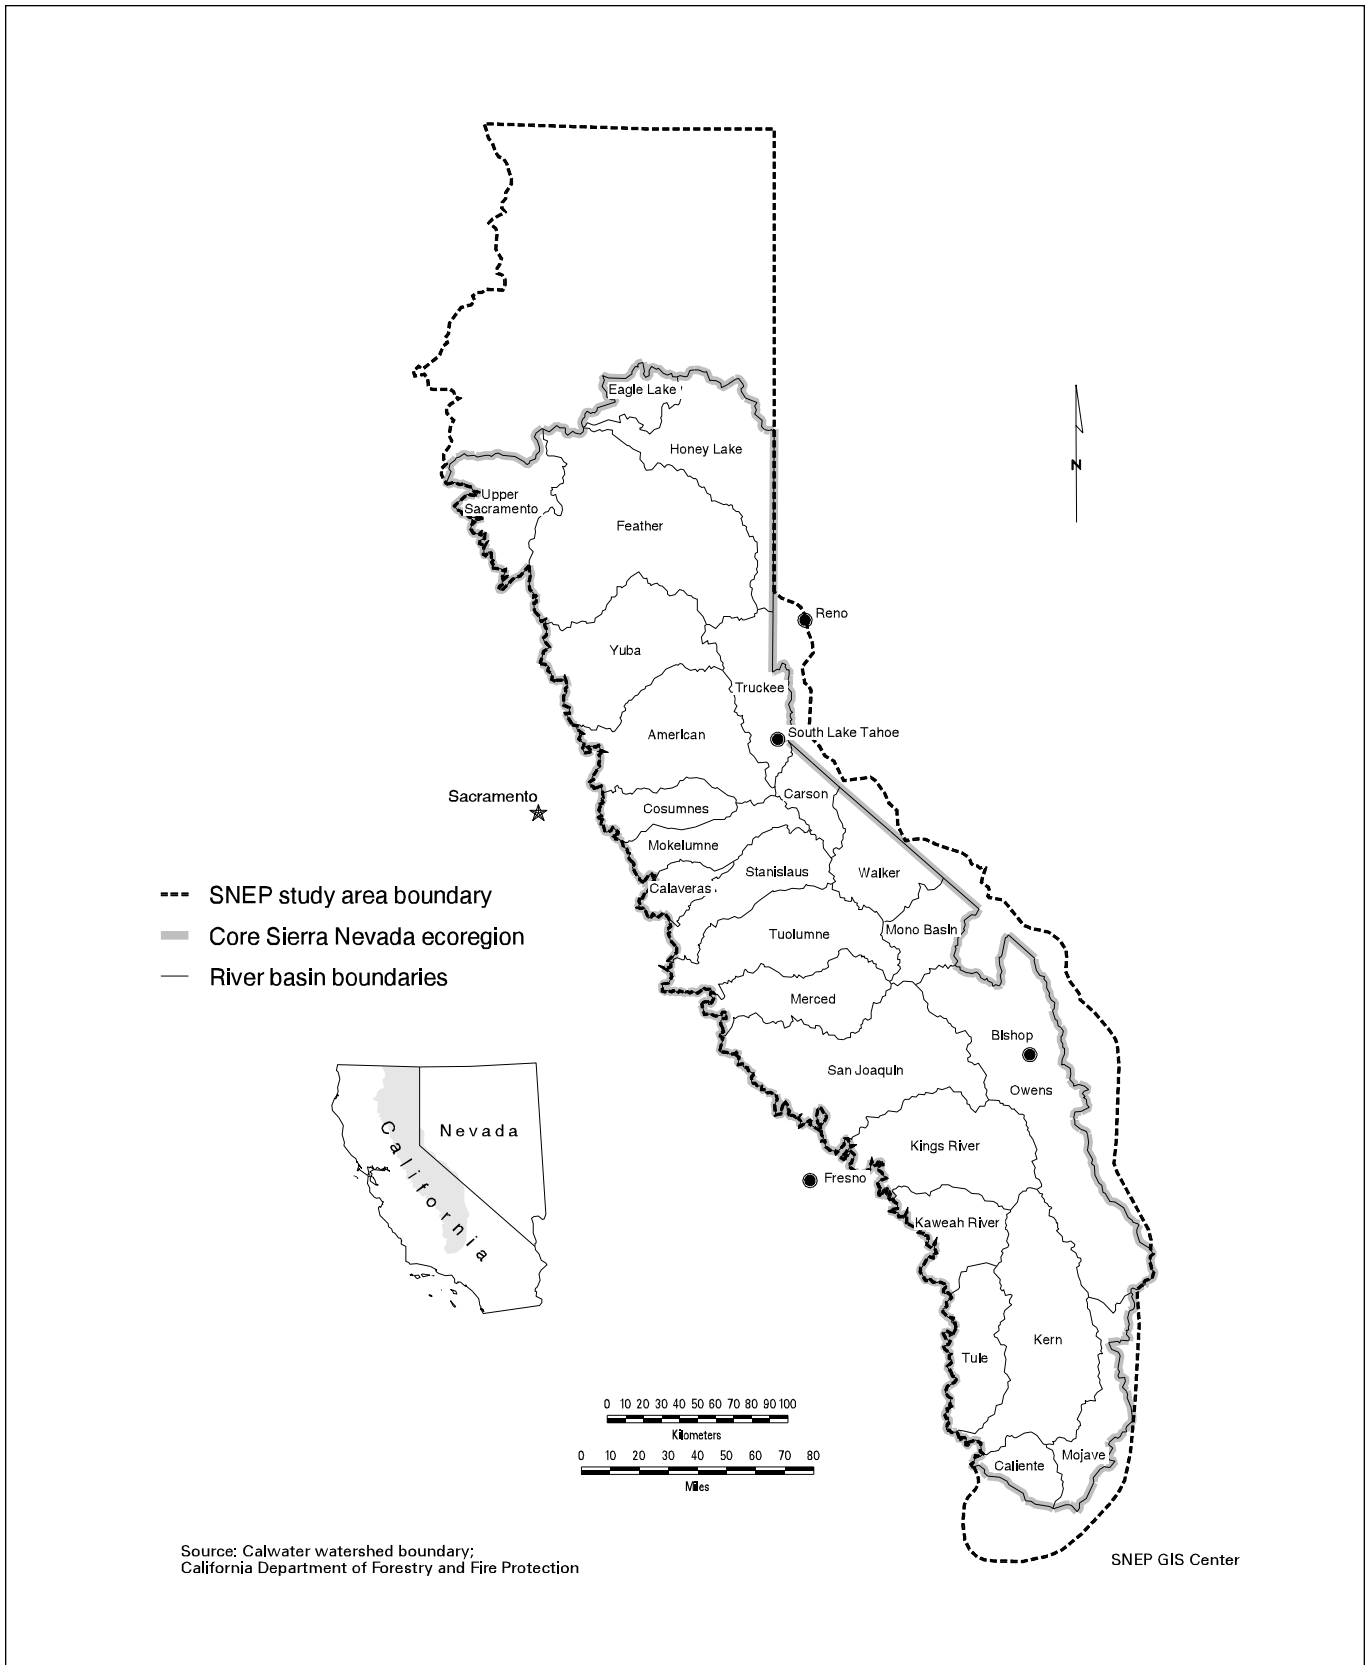 Eagle Lake
Honey Lake
Upper
Sacramento
Feather
N
Reno
Yuba
Truckee
American
South Lake Tahoe
Carson
Sacramento
Cosumnes
Mokelumne
Stanislaus
Walker
Calaveras
Tuolumne
Mono Basin
SNEP study area boundary
Core Sierra Nevada ecoregion
River basin boundaries
Merced
Bishop
San Joaquin
Owens
Nevada
California
Kings River
Fresno
Kaweah River
Kern
Tule
0 10 20 30 40 50 60 70 80 90 100
Kilometers
0 10 20 30 40 50 60 70 80
Miles
Mojave
Caliente
Source: Calwater watershed boundary;
California Department of Forestry and Fire Protection
SNEP GIS Center